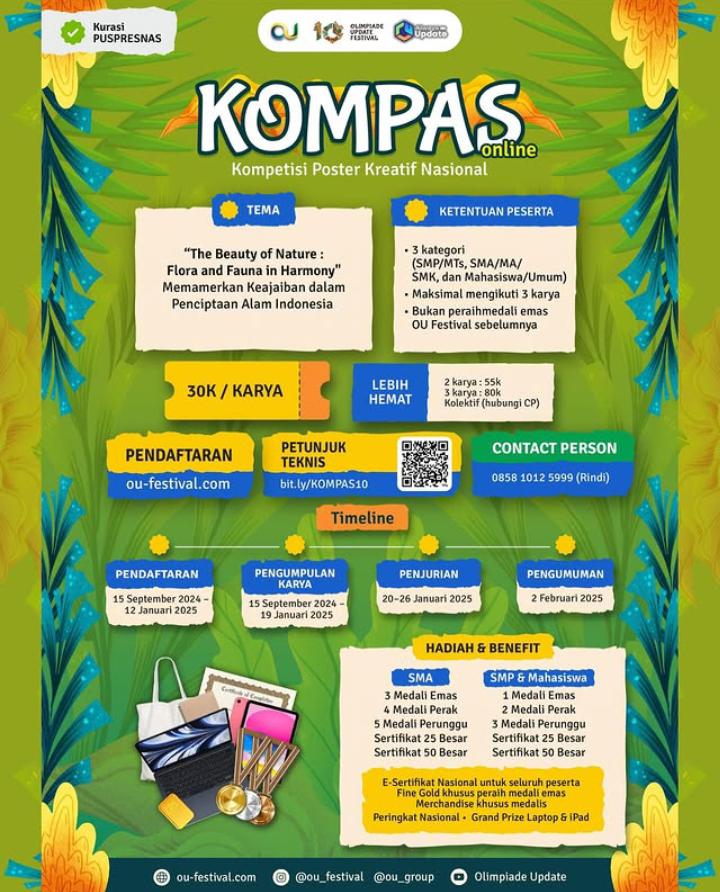 Kurasi
PUSPRESNAS
OU
10
OLIMPIADE
UPDATE
FESTIVAL
Update
KOMPAS
online
Kompetisi Poster Kreatif Nasional
TEMA
“The Beauty of Nature :
Flora and Fauna in Harmony”
Memamerkan Keajaiban dalam
Penciptaan Alam Indonesia
KETENTUAN PESERTA
• 3 kategori
(SMP/MTs, SMA/MA/
SMK, dan Mahasiswa/Umum)
• Maksimal mengikuti 3 karya
• Bukan peraihmedali emas
OU Festival sebelumnya
30K / KARYA
LEBIH
HEMAT
2 karya : 55k
3 karya : 80k
Kolektif (hubungi CP)
PENDAFTARAN
ou-festival.com
PETUNJUK
TEKNIS
bit.ly/KOMPAS10
CONTACT PERSON
0858 1012 5999 (Rindi)
Timeline
PENDAFTARAN
15 September 2024 –
12 Januari 2025
PENGUMPULAN
KARYA
15 September 2024 –
19 Januari 2025
PENJURIAN
20–26 Januari 2025
PENGUMUMAN
2 Februari 2025
HADIAH & BENEFIT
SMA
3 Medali Emas
4 Medali Perak
5 Medali Perunggu
Sertifikat 25 Besar
Sertifikat 50 Besar
SMP & Mahasiswa
1 Medali Emas
2 Medali Perak
3 Medali Perunggu
Sertifikat 25 Besar
Sertifikat 50 Besar
E-Sertifikat Nasional untuk seluruh peserta
Fine Gold khusus peraih medali emas
Merchandise khusus medalis
Peringkat Nasional • Grand Prize Laptop & iPad
Certificate of Completion
ou-festival.com
@ou_festival @ou_group
Olimpiade Update